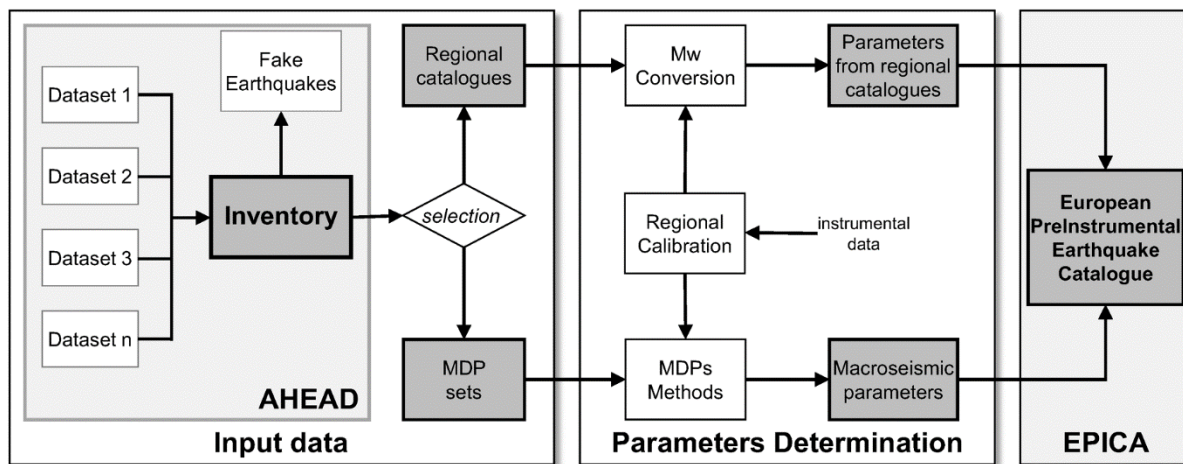 Dataset 1
Dataset 2
Dataset 3
Dataset n
Fake
Earthquakes
Inventory
AHEAD
Regional
catalogues
selection
MDP
sets
Input data
Mw
Conversion
Regional
Calibration
instrumental
data
MDPs
Methods
Parameters
from regional
catalogues
Macroseismic
parameters
Parameters Determination
European
PreInstrumental
Earthquake
Catalogue
EPICA